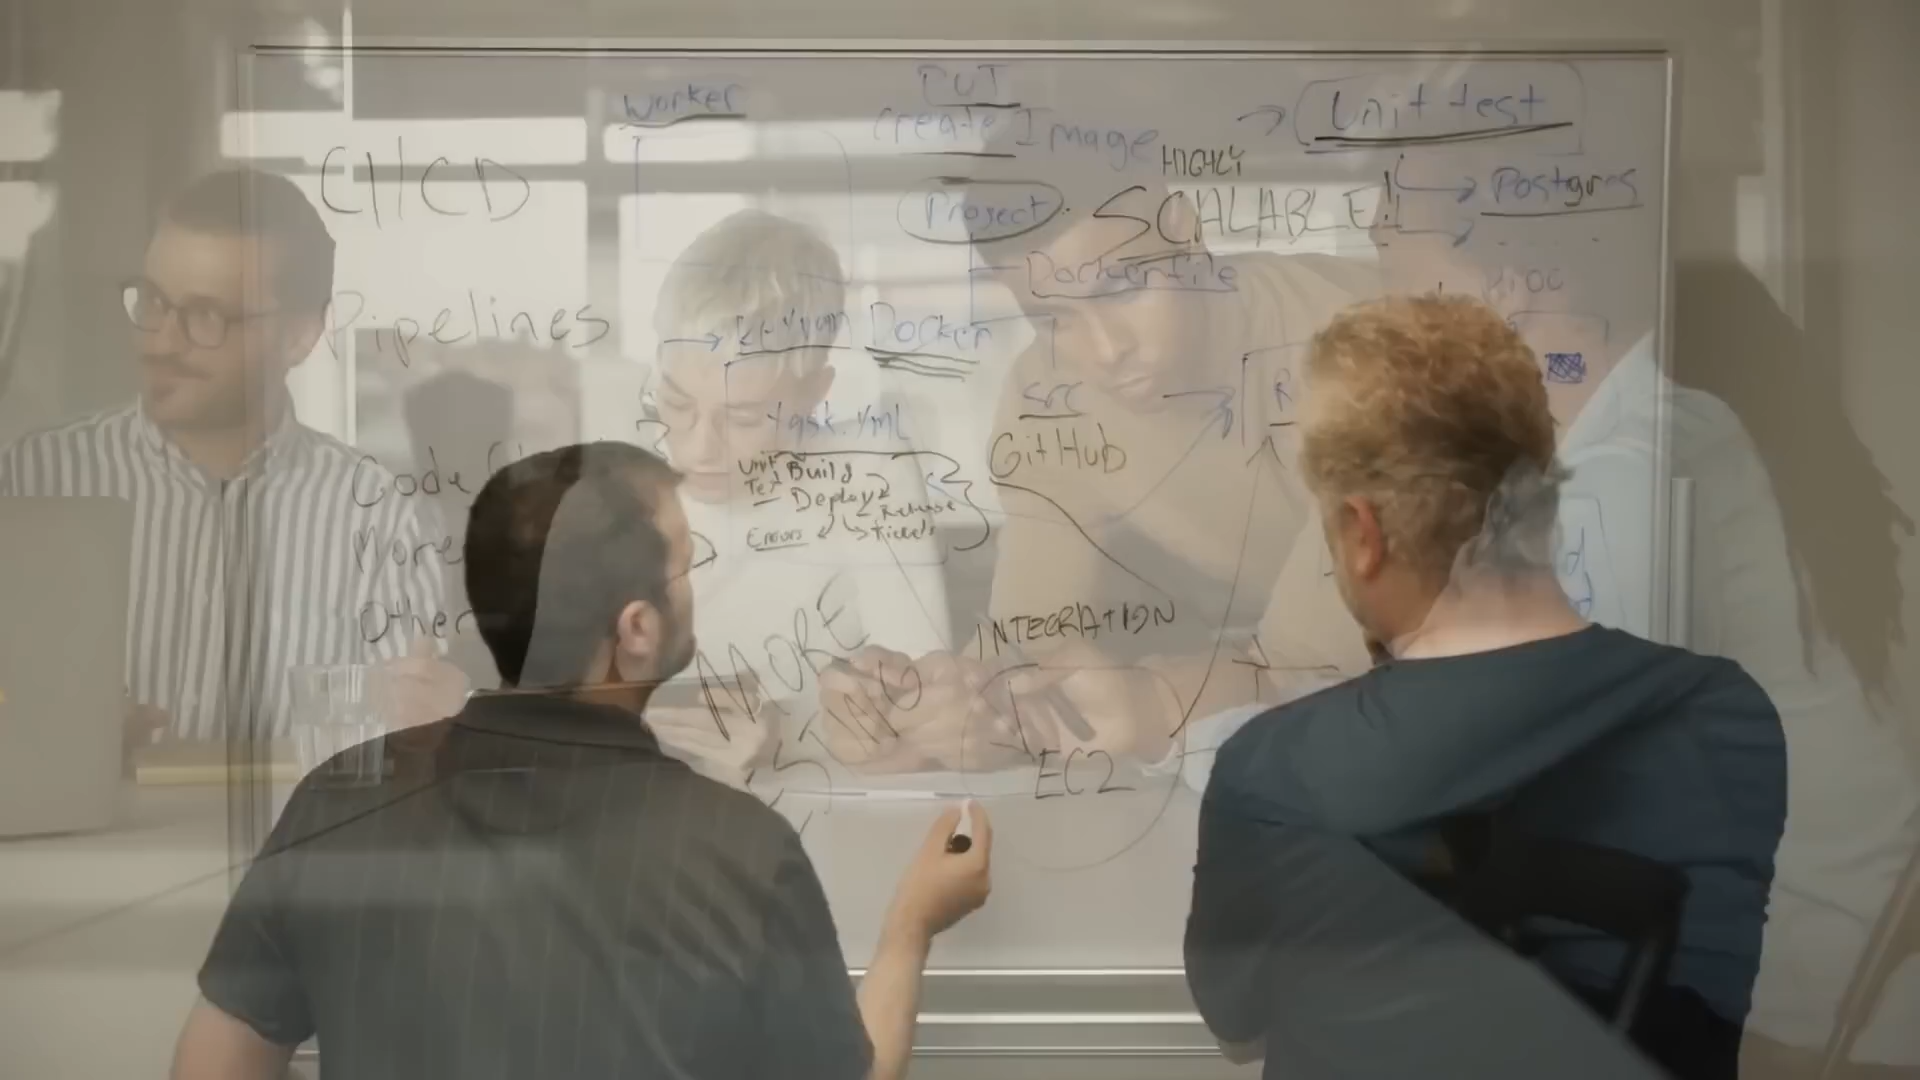 Worker
PUT
Create Image
Unit test
CI/CD
HIGHLY
Postgres
Project
SCALABLE!
Dockerfile
Pipelines
Docker
src
Task.yml
GitHub
Code
Unit
Build
Test
Deploy
Release
Errors
tickets
More
Other
INTEGRATION
MORE
EC2